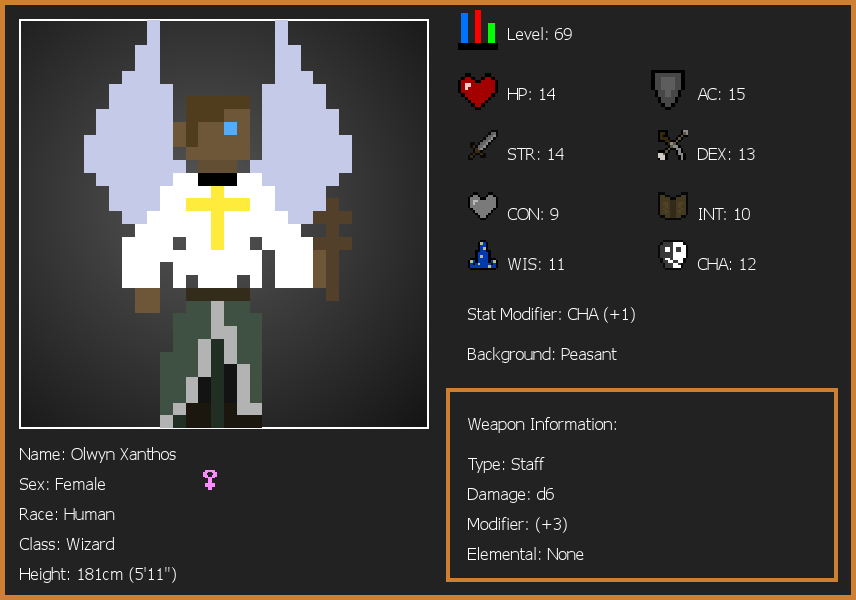 Level: 69
HP: 14
AC: 15
STR: 14
DEX: 13
CON: 9
INT: 10
WIS: 11
CHA: 12
Stat Modifier: CHA (+1)
Background: Peasant
Weapon Information:
Type: Staff
Damage: d6
Modifier: (+3)
Elemental: None
Name: Olwyn Xanthos
Sex: Female
Race: Human
Class: Wizard
Height: 181cm (5'11")